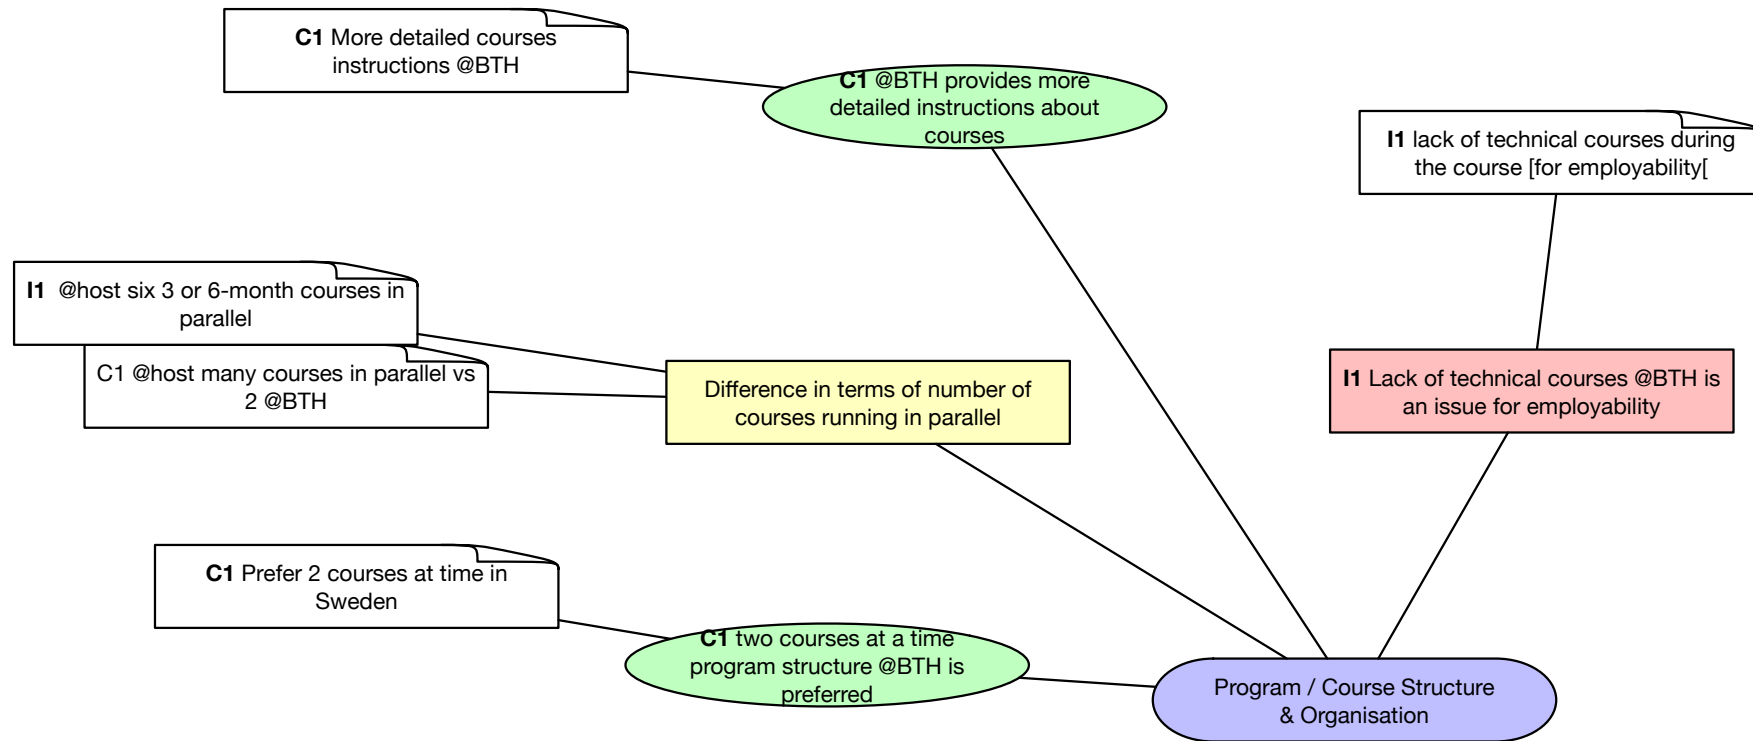 C1 More detailed courses
instructions @BTH
C1 @BTH provides more
detailed instructions about
courses
I1 lack of technical courses during
the course [for employability[
I1  @host six 3 or 6-month courses in
parallel
C1 @host many courses in parallel vs
2 @BTH
Difference in terms of number of
courses running in parallel
I1 Lack of technical courses @BTH is
an issue for employability
C1 Prefer 2 courses at time in
Sweden
C1 two courses at a time
program structure @BTH is
preferred
Program / Course Structure
& Organisation